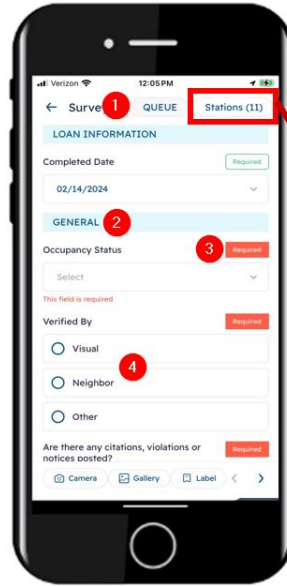 Verizon 12:05 PM
← Surve 1 QUEUE Stations (11)
LOAN INFORMATION
Completed Date Required
02/14/2024
GENERAL 2
Occupancy Status 3 Required
Select
This field is required
Verified By Required
Visual
Neighbor 4
Other
Are there any citations, violations or Required
notices posted?
Camera Gallery Label < >